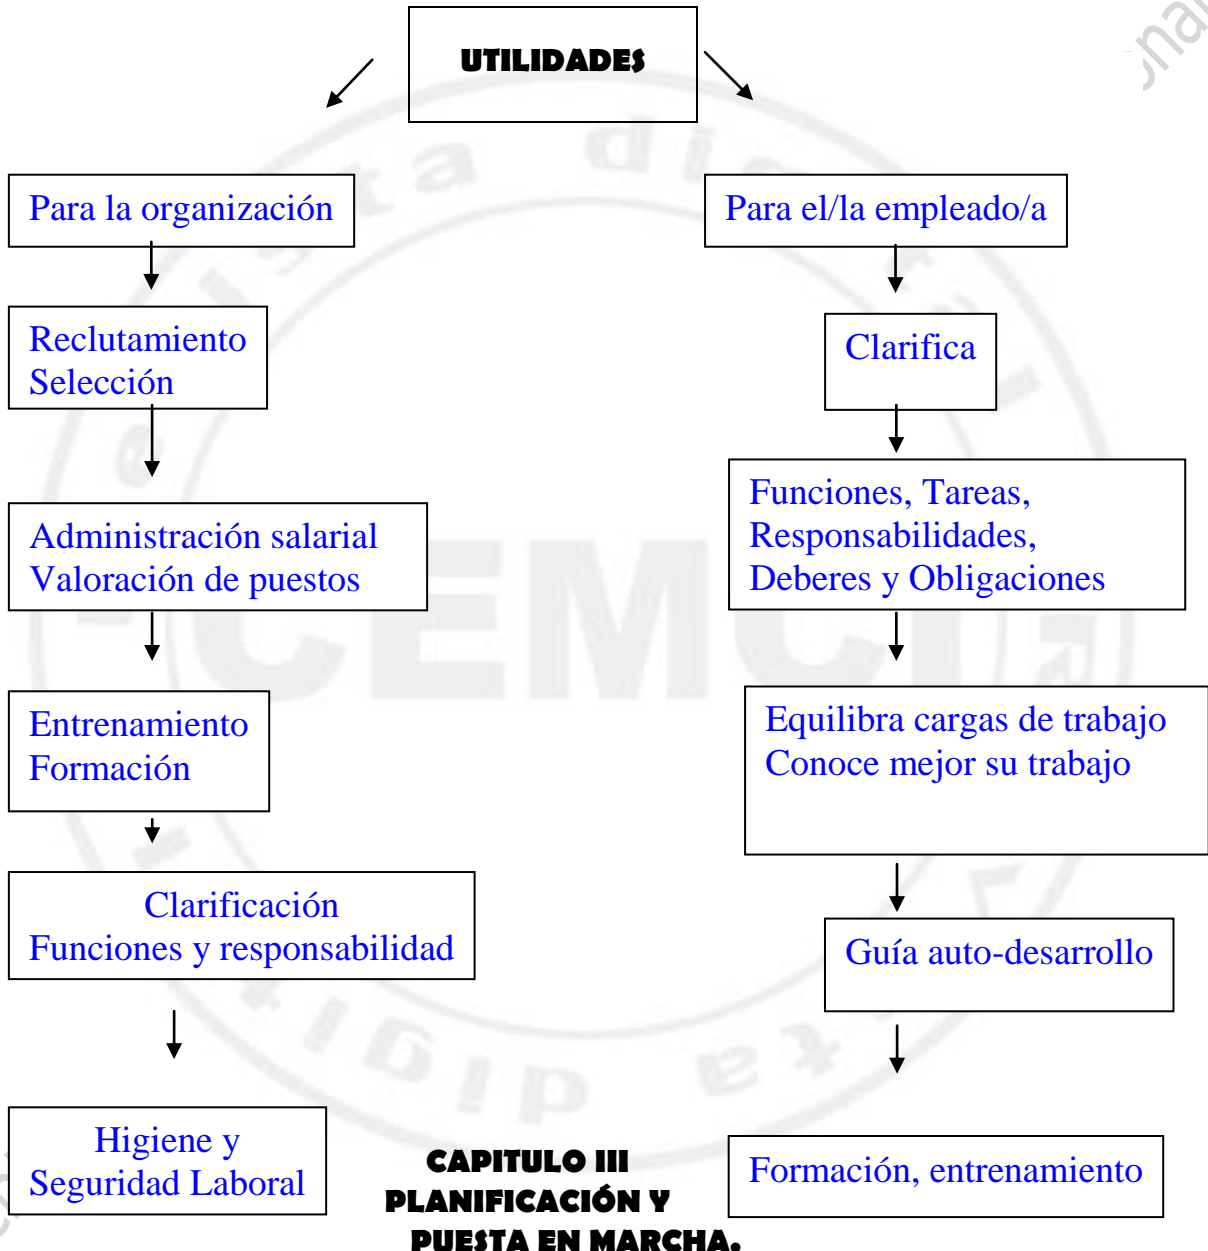 UTILIDADES
Para la organización
Reclutamiento
Selección
Administración salarial
Valoración de puestos
Entrenamiento
Formación
Clarificación
Funciones y responsabilidad
Higiene y
Seguridad Laboral
Para el/la empleado/a
Clarifica
Funciones, Tareas,
Responsabilidades,
Deberes y Obligaciones
Equilibra cargas de trabajo
Conoce mejor su trabajo
Guía auto-desarrollo
Formación, entrenamiento
CAPITULO III
PLANIFICACIÓN Y
PUESTA EN MARCHA.
CEMCI